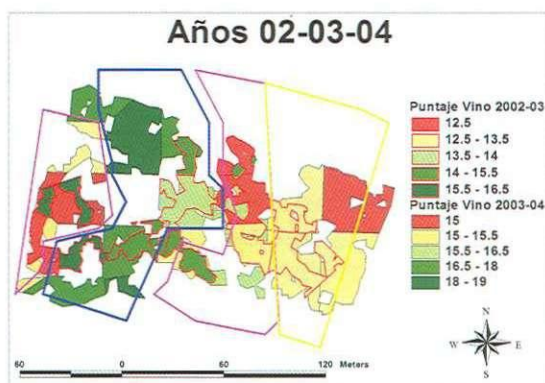 Años 02-03-04
Puntaje Vino 2002-03
12.5
12.5 - 13.5
13.5 - 14
14 - 15.5
15.5 - 16.5
Puntaje Vino 2003-04
15
15 - 15.5
15.5 - 16.5
16.5 - 18
18 - 19
N
W E
S
60 0 60 120 Meters